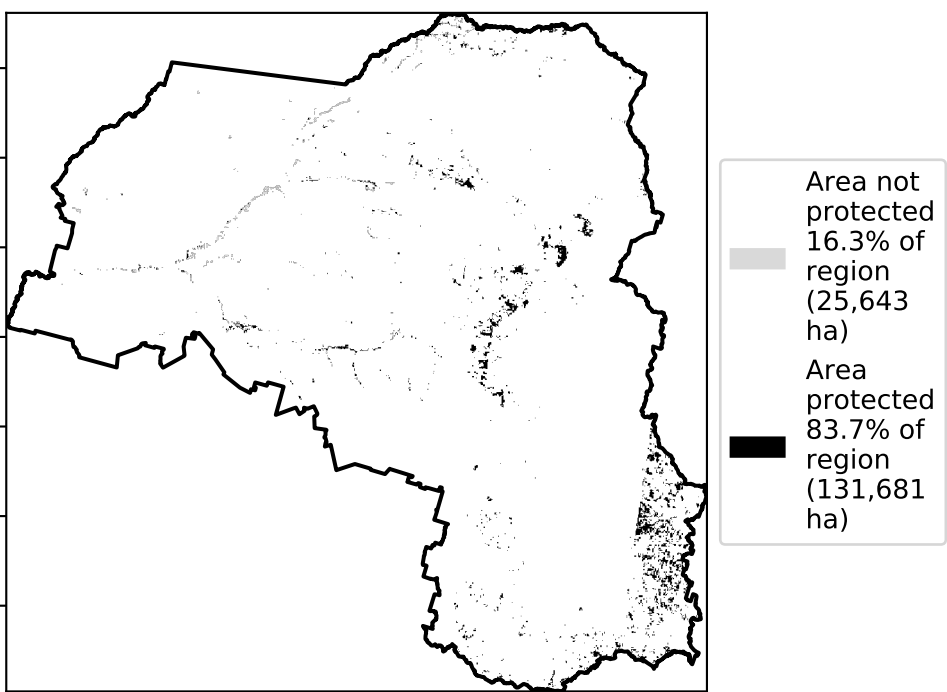 Area not
protected
16.3% of
region
(25,643
ha)
Area
protected
83.7% of
region
(131,681
ha)